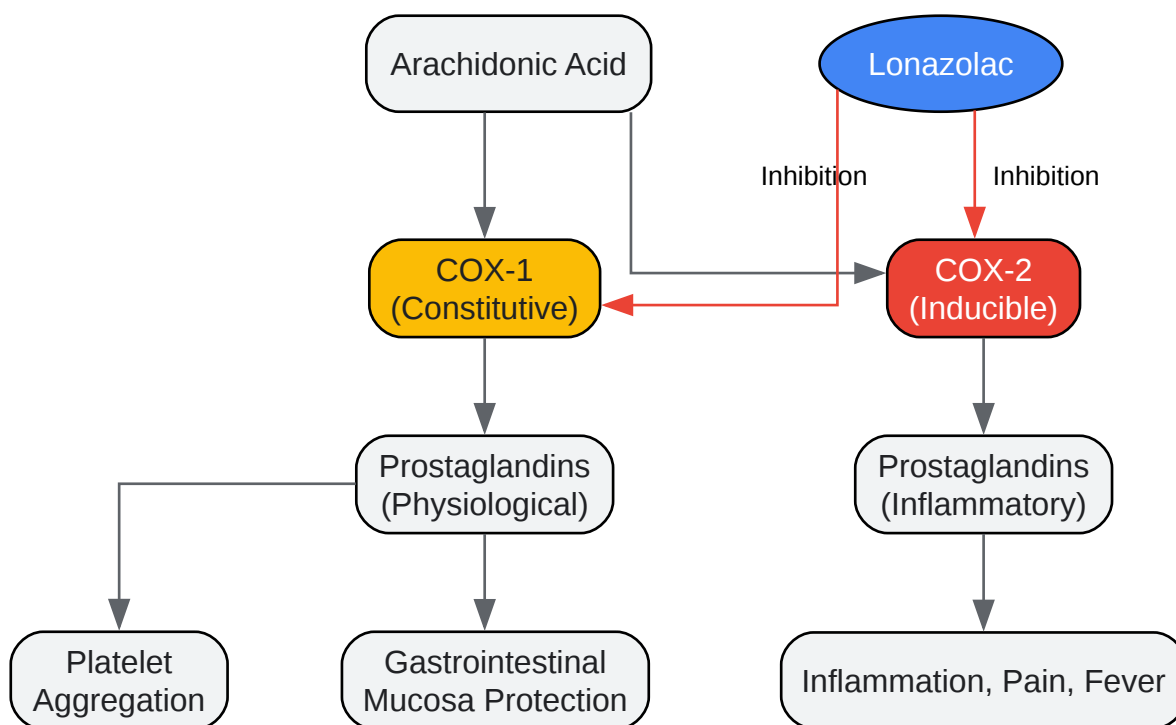 Arachidonic Acid
Lonazolac
Inhibition
Inhibition
COX-1
(Constitutive)
COX-2
(Inducible)
Prostaglandins
(Physiological)
Prostaglandins
(Inflammatory)
Platelet
Aggregation
Gastrointestinal
Mucosa Protection
Inflammation, Pain, Fever